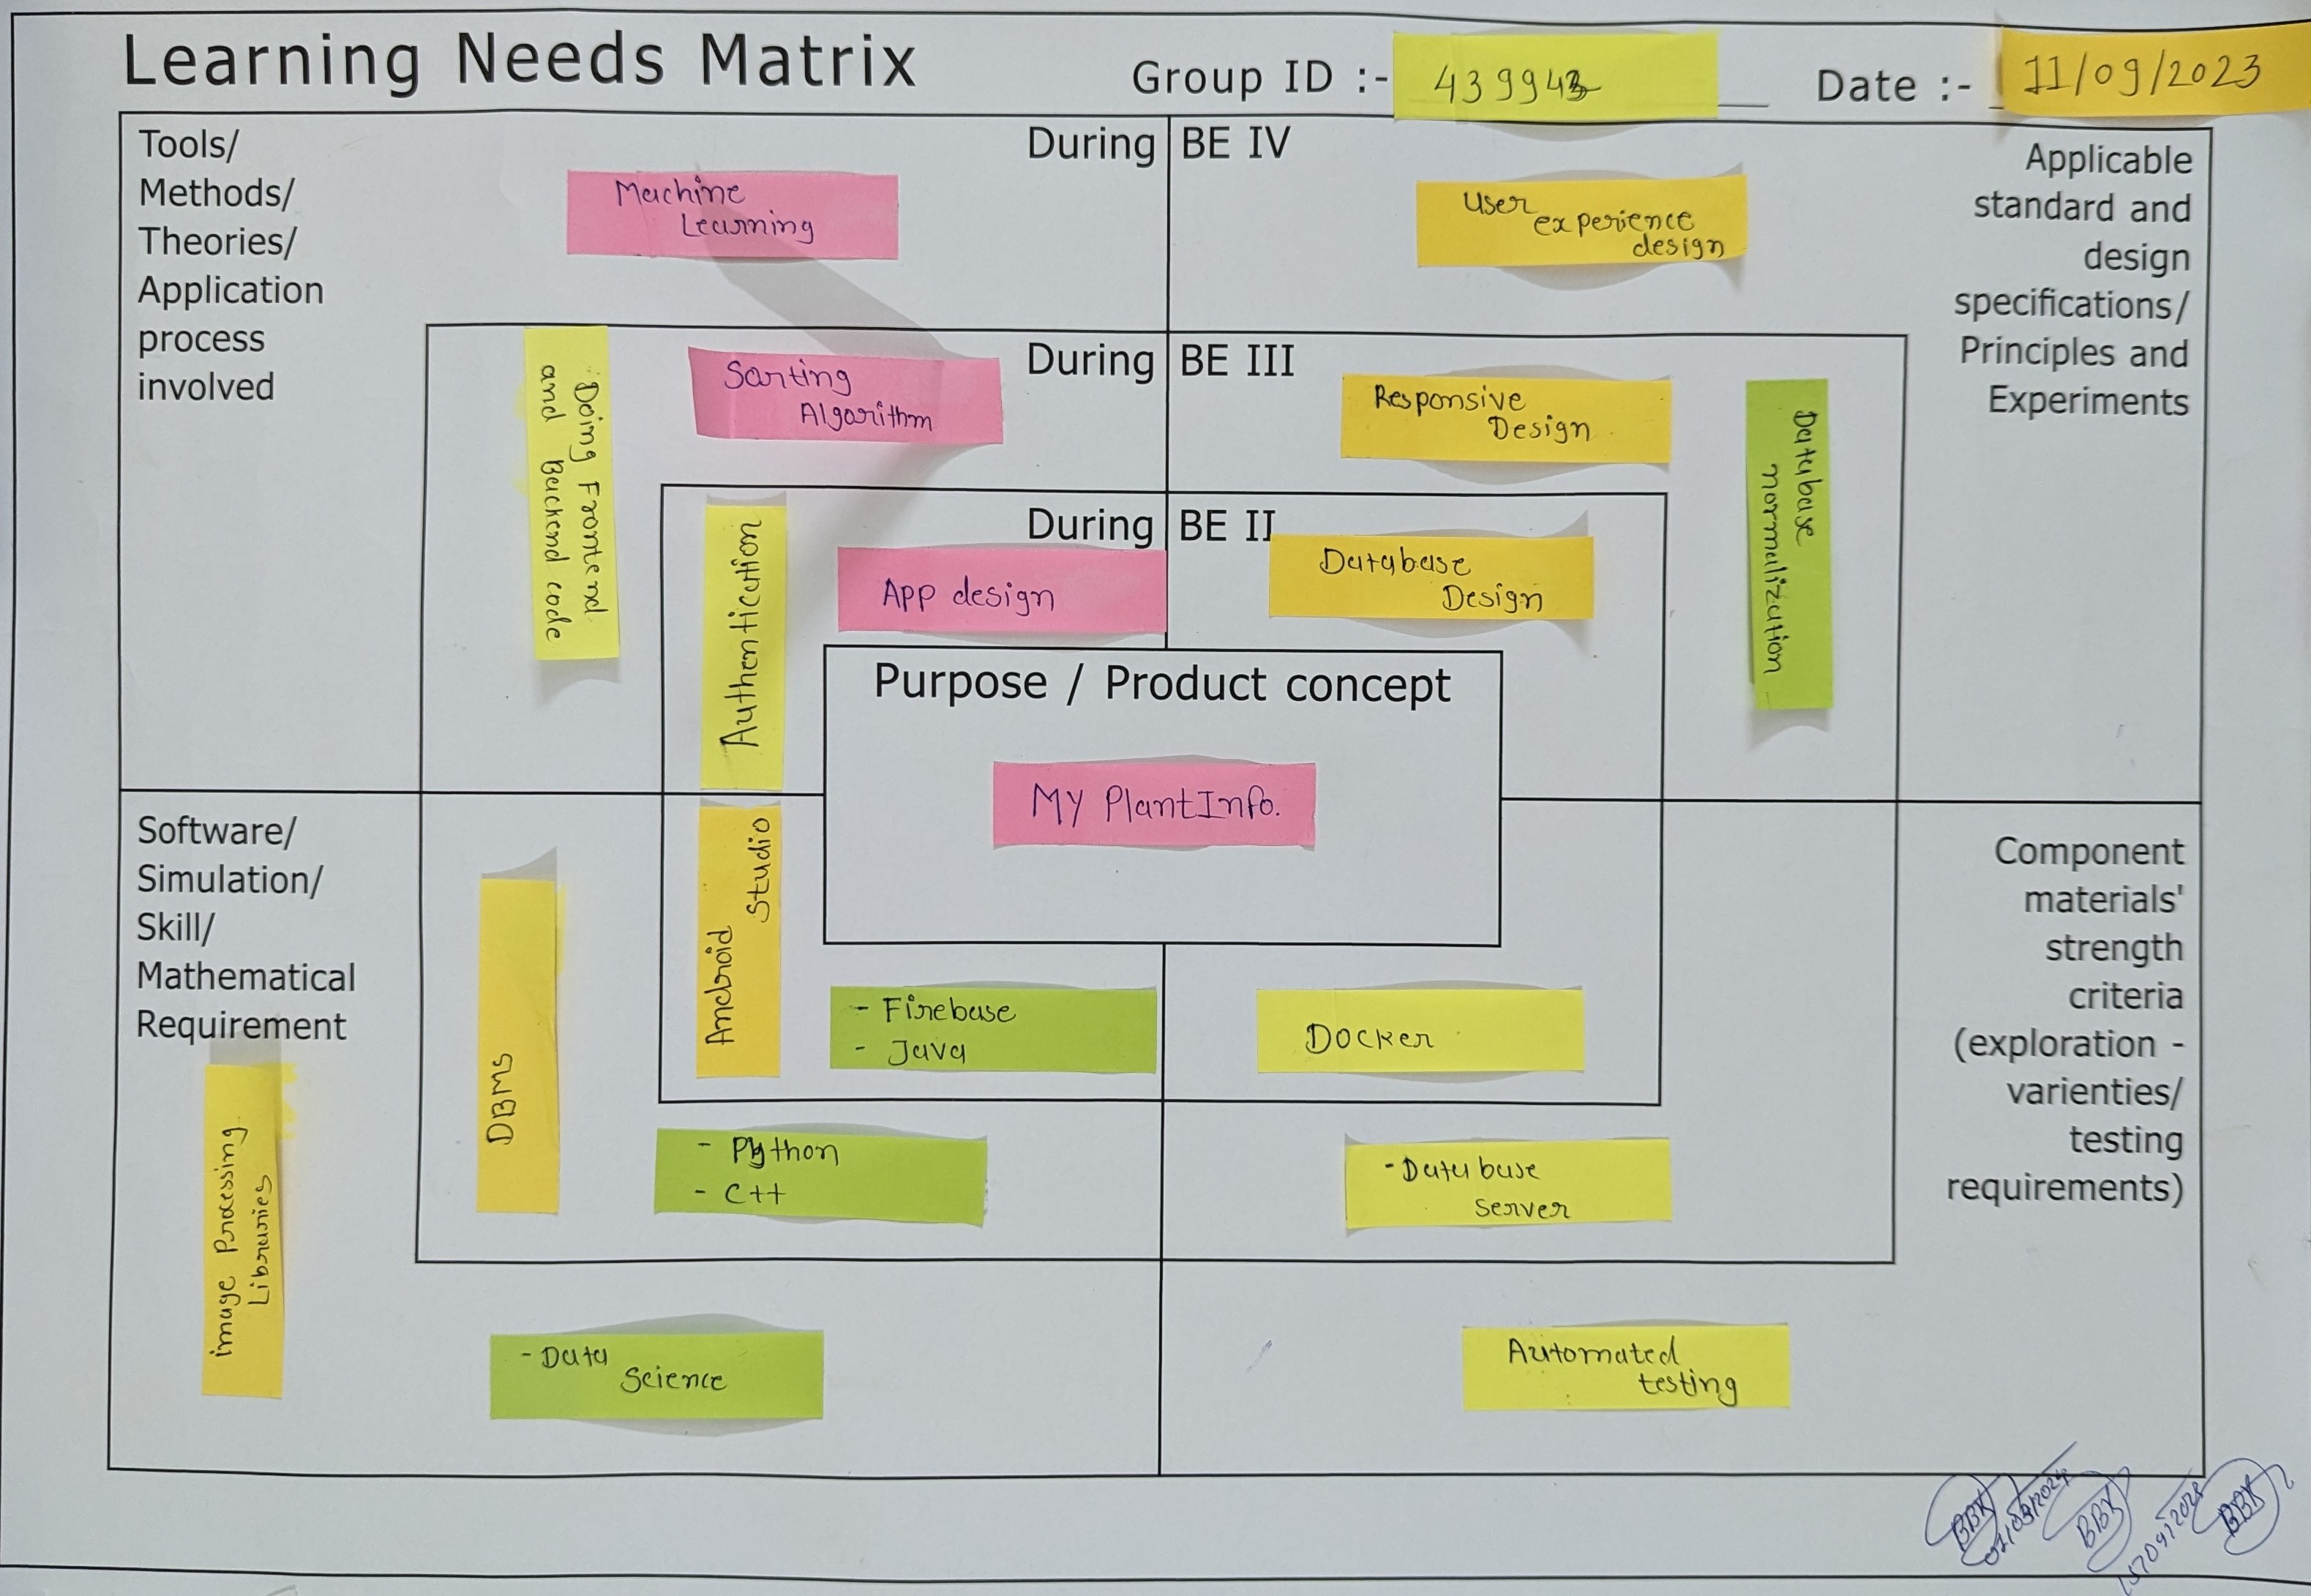 Learning Needs Matrix
Group ID :- 439943
Date :- 11/09/2023
Tools/
Methods/
Theories/
Application
process
involved
During BE IV
Machine
Learning
User
experience
design
Applicable
standard and
design
specifications/
Principles and
Experiments
During BE III
Doing Frontend
and Backend code
Sorting
Algorithm
Responsive
Design
Database
normalization
During BE II
Authentication
App design
Database
Design
Purpose / Product concept
My PlantInfo.
Software/
Simulation/
Skill/
Mathematical
Requirement
image Processing
Libraries
DBMS
Android
Studio
- Firebase
- Java
Docker
- Python
- C++
- Database
server
- Data
Science
Automated
testing
Component
materials'
strength
criteria
(exploration -
varienties/
testing
requirements)
BBK
BBK
BBK